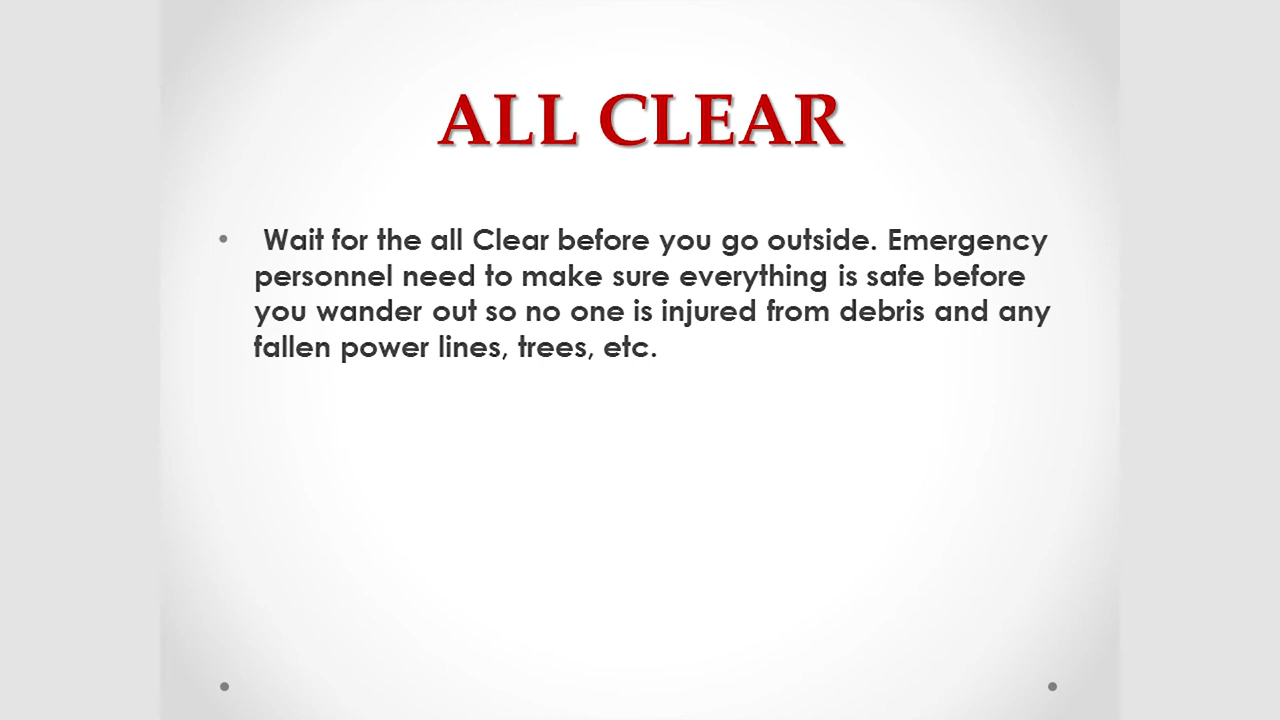 ALL CLEAR
• Wait for the all Clear before you go outside. Emergency
personnel need to make sure everything is safe before
you wander out so no one is injured from debris and any
fallen power lines, trees, etc.